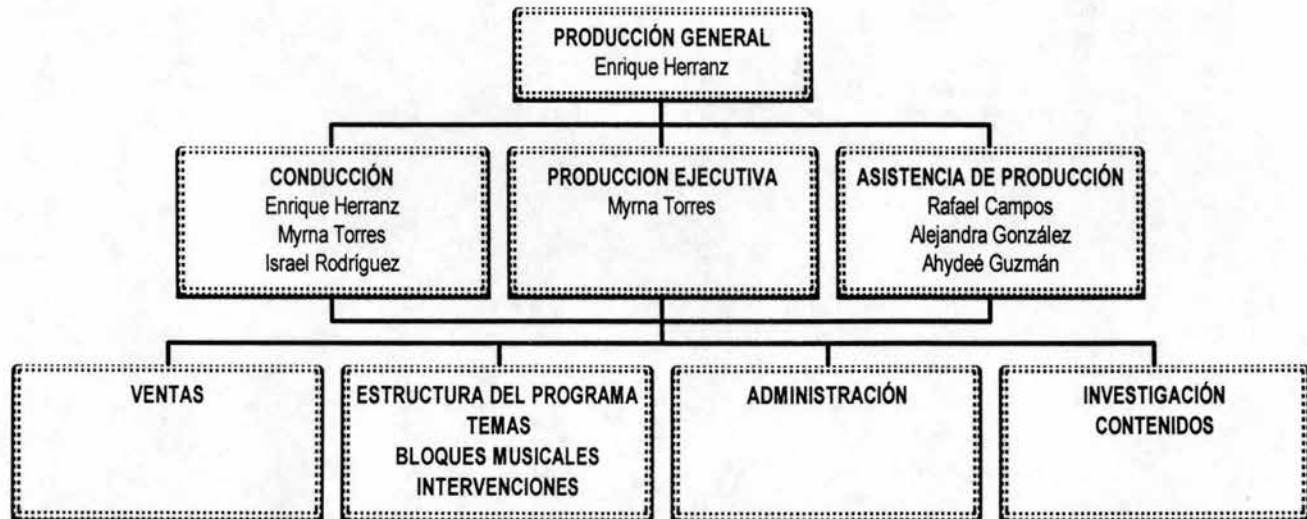 PRODUCCIÓN GENERAL
Enrique Herranz
CONDUCCIÓN
Enrique Herranz
Myrna Torres
Israel Rodríguez
PRODUCCION EJECUTIVA
Myrna Torres
ASISTENCIA DE PRODUCCIÓN
Rafael Campos
Alejandra González
Ahydeé Guzmán
VENTAS
ESTRUCTURA DEL PROGRAMA
TEMAS
BLOQUES MUSICALES
INTERVENCIONES
ADMINISTRACIÓN
INVESTIGACIÓN
CONTENIDOS